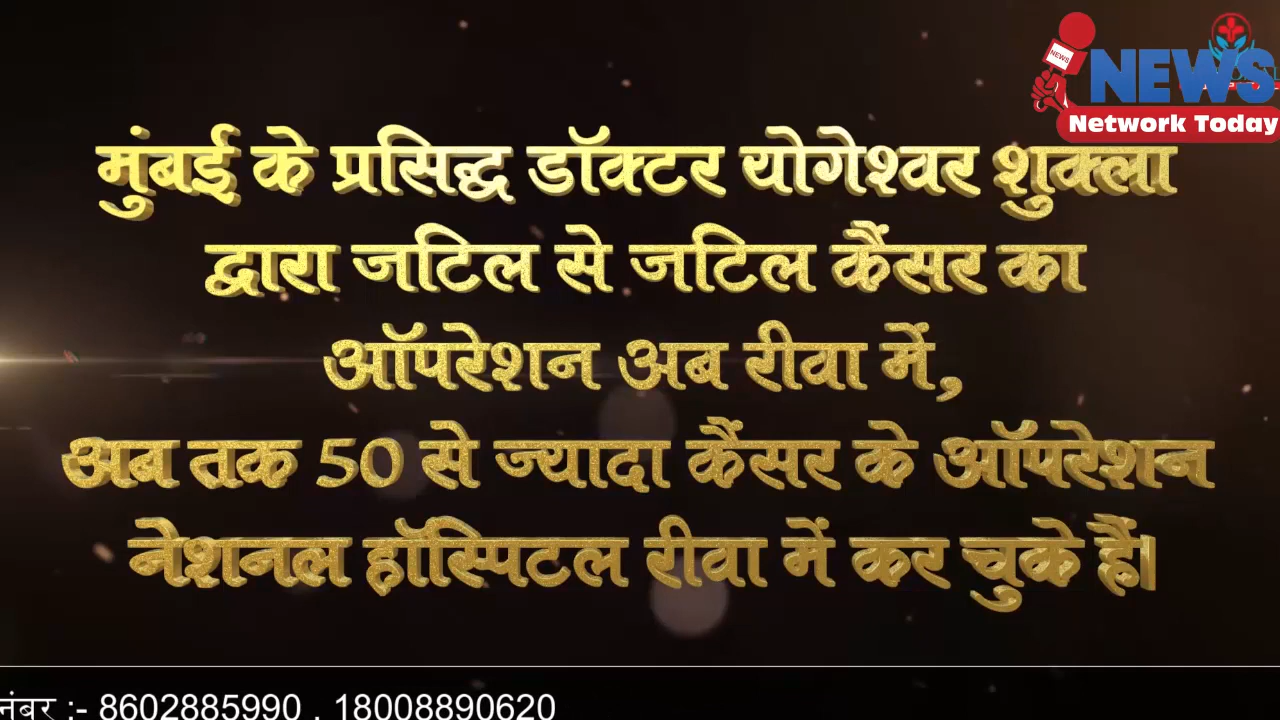 NEWS
NEWS
Network Today
मुंबई के प्रसिद्ध डॉक्टर योगेश्वर शुक्ला
द्वारा जटिल से जटिल कैंसर का
ऑपरेशन अब रीवा में,
अब तक 50 से ज्यादा कैंसर के ऑपरेशन
नेशनल हॉस्पिटल रीवा में कर चुके हैं।
नंबर :- 8602885990 , 18008890620